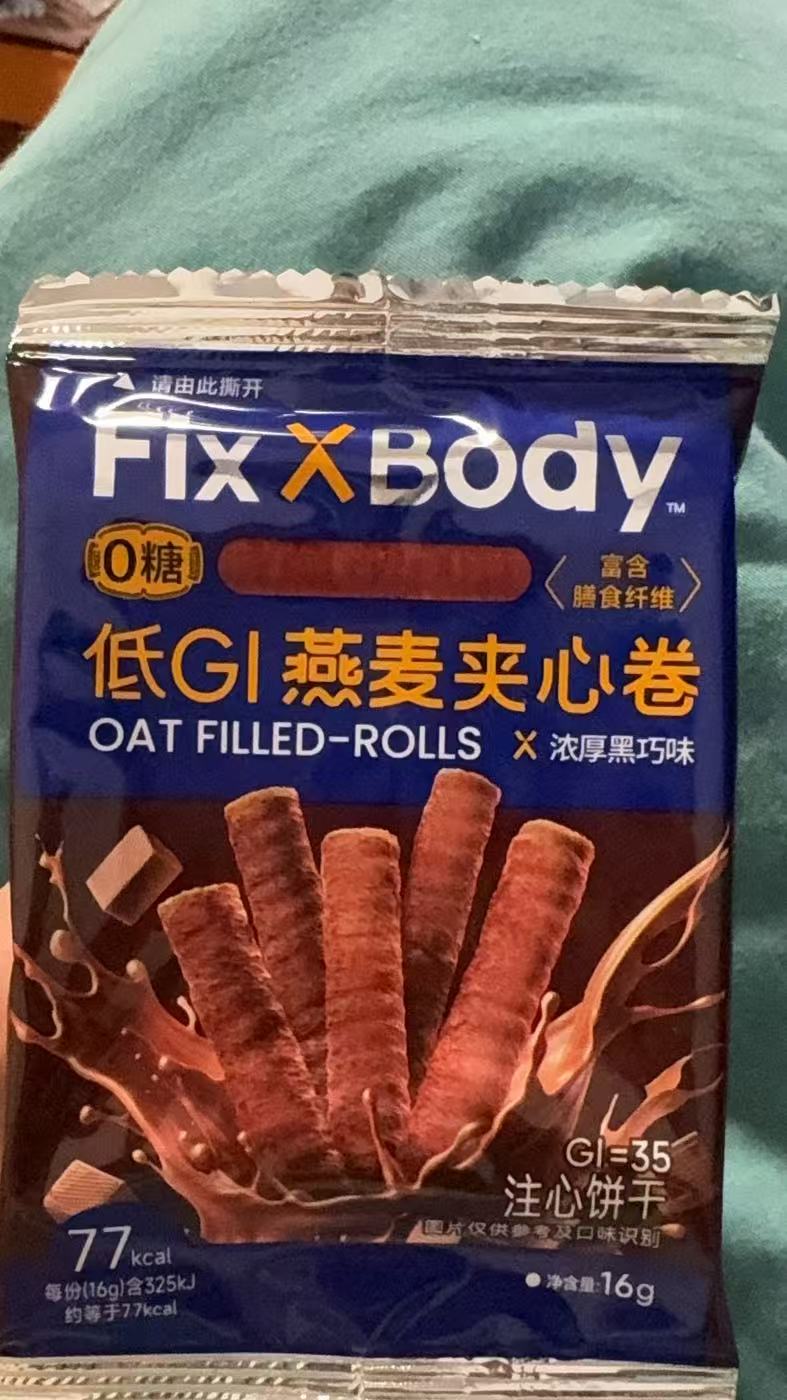 请由此撕开
Fix X Body™
0糖
富含
膳食纤维
低GI 燕麦夹心卷
OAT FILLED-ROLLS X 浓厚黑巧味
GI=35
注心饼干
图片仅供参考及口味识别
77kcal
每份(16g)含325kJ
约等于77kcal
净含量:16g